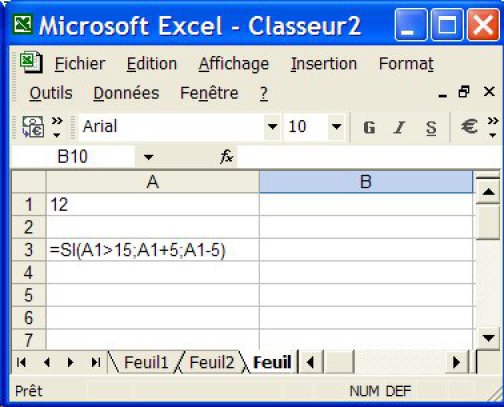 Microsoft Excel - Classeur2
Fichier Edition Affichage Insertion Format
Outils Données Fenêtre ?
Arial 10 G I S €
B10 fx
A B
1 12
2
3 =SI(A1>15;A1+5;A1-5)
4
5
6
7
Feuil1 Feuil2 Feuil
Prêt NUM DEF